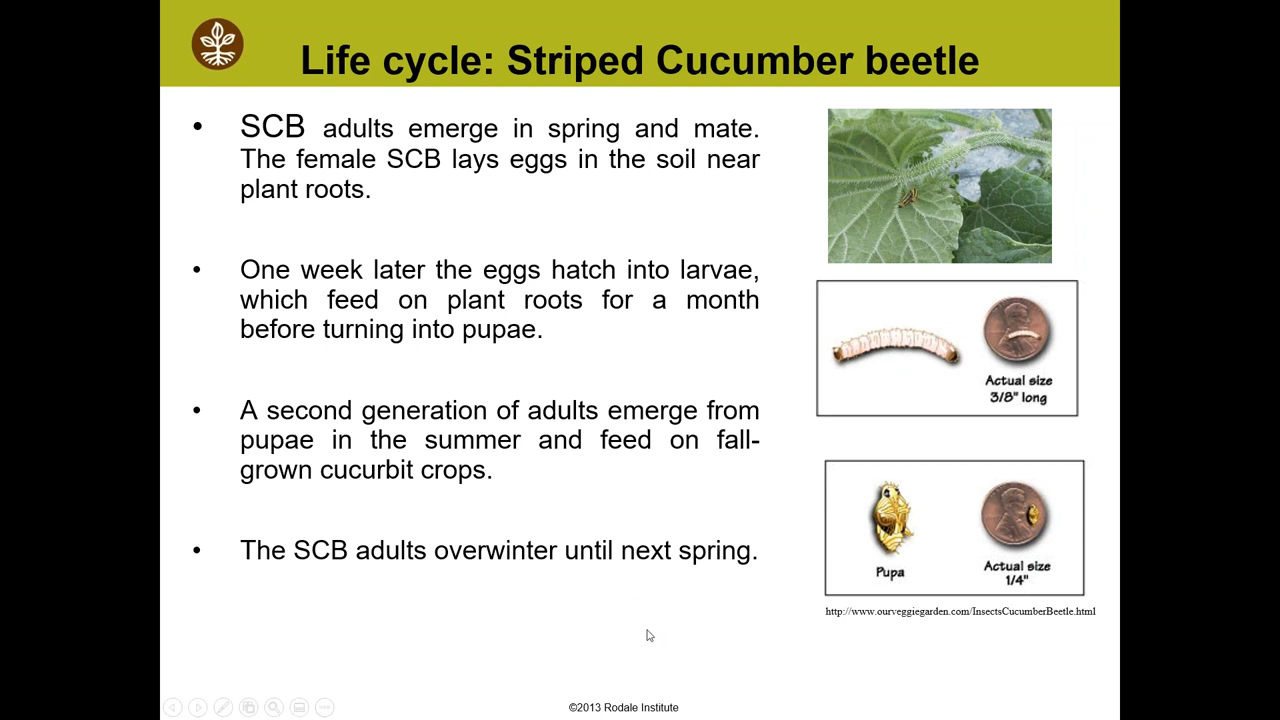 Life cycle: Striped Cucumber beetle
• SCB adults emerge in spring and mate.
The female SCB lays eggs in the soil near
plant roots.
• One week later the eggs hatch into larvae,
which feed on plant roots for a month
before turning into pupae.
• A second generation of adults emerge from
pupae in the summer and feed on fall-
grown cucurbit crops.
• The SCB adults overwinter until next spring.
Actual size
3/8" long
Pupa
Actual size
1/4"
http://www.ourveggiegarden.com/InsectsCucumberBeetle.html
©2013 Rodale Institute